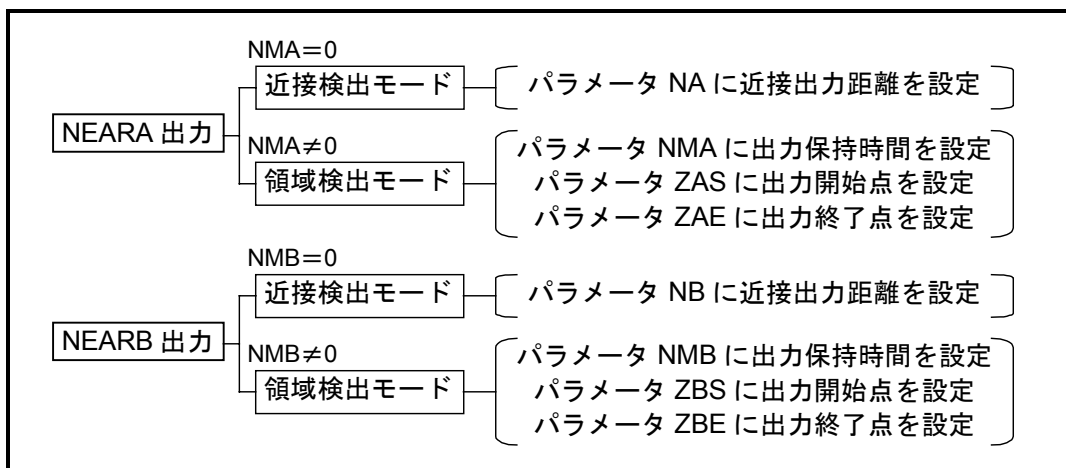 NMA＝0
近接検出モード
パラメータ NA に近接出力距離を設定
NEARA 出力
NMA≠0
領域検出モード
パラメータ NMA に出力保持時間を設定
パラメータ ZAS に出力開始点を設定
パラメータ ZAE に出力終了点を設定
NMB＝0
近接検出モード
パラメータ NB に近接出力距離を設定
NEARB 出力
NMB≠0
領域検出モード
パラメータ NMB に出力保持時間を設定
パラメータ ZBS に出力開始点を設定
パラメータ ZBE に出力終了点を設定